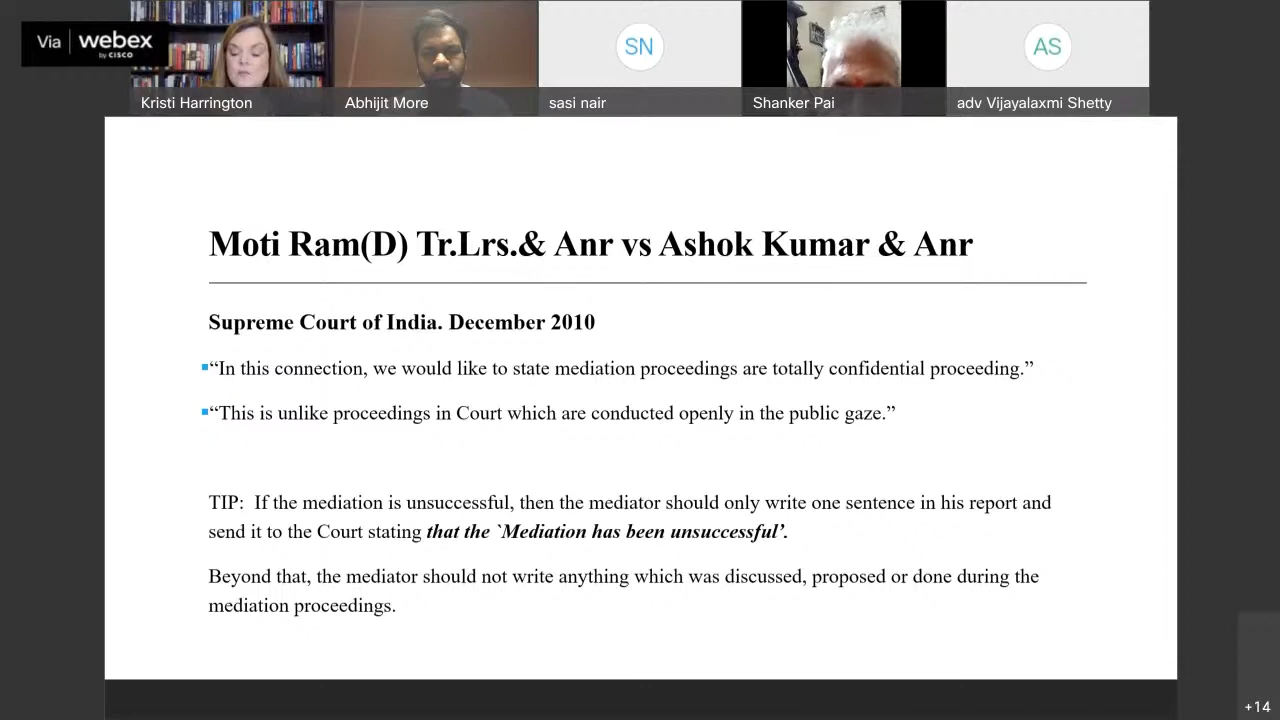 Via webex
by CISCO
Kristi Harrington
Abhijit More
SN
sasi nair
Shanker Pai
AS
adv Vijayalaxmi Shetty
Moti Ram(D) Tr.Lrs.& Anr vs Ashok Kumar & Anr
Supreme Court of India. December 2010
“In this connection, we would like to state mediation proceedings are totally confidential proceeding.”
“This is unlike proceedings in Court which are conducted openly in the public gaze.”
TIP:  If the mediation is unsuccessful, then the mediator should only write one sentence in his report and
send it to the Court stating that the `Mediation has been unsuccessful’.
Beyond that, the mediator should not write anything which was discussed, proposed or done during the
mediation proceedings.
+14